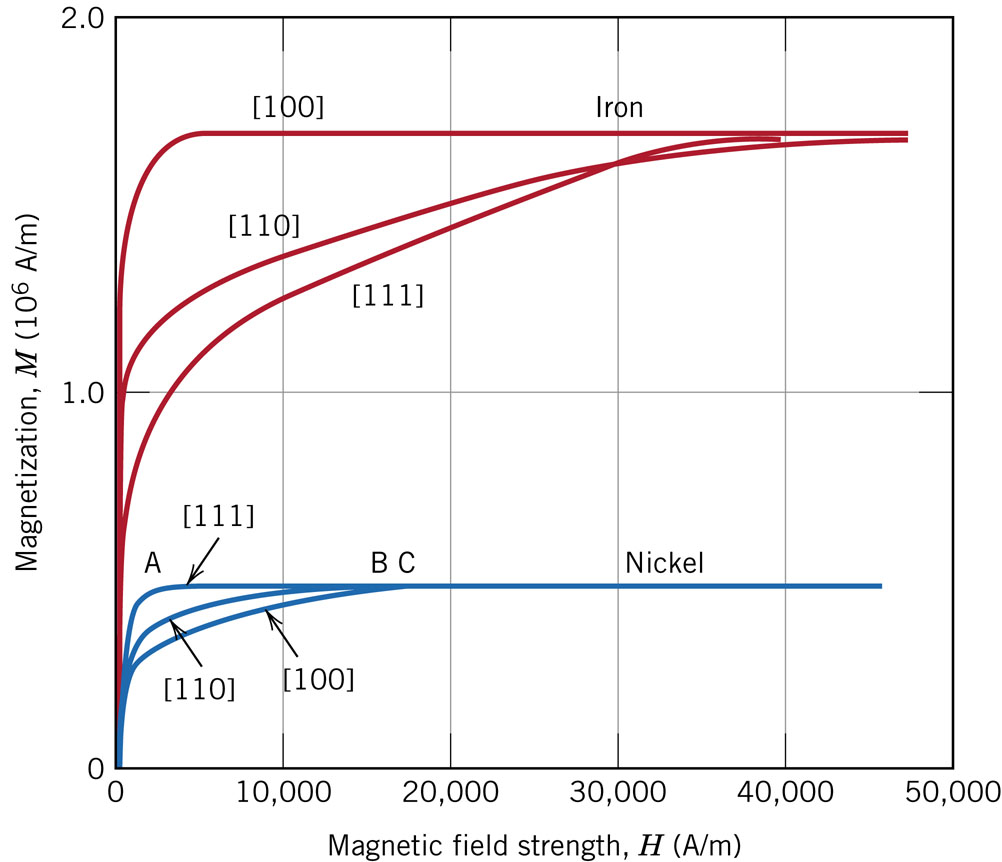 2.0
[100]
Iron
[110]
[111]
Magnetization, M (10⁶ A/m)
1.0
[111]
A
B C
Nickel
[110]
[100]
0
0
10,000
20,000
30,000
40,000
50,000
Magnetic field strength, H (A/m)